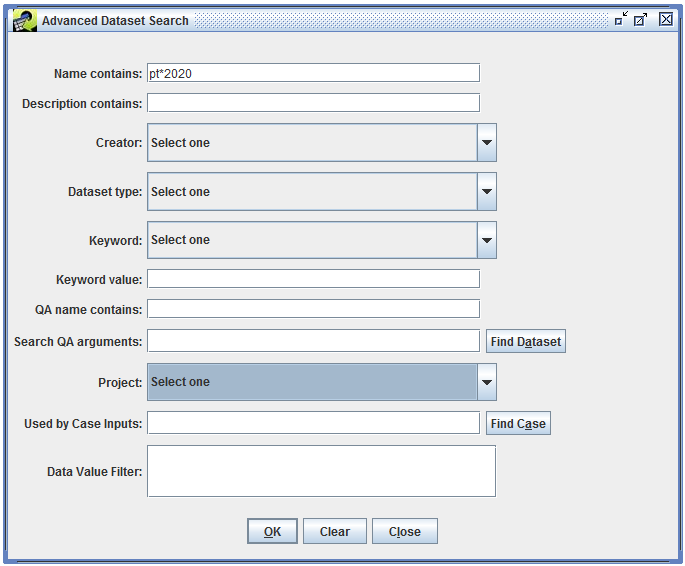 Advanced Dataset Search
Name contains: pt*2020
Description contains:
Creator: Select one
Dataset type: Select one
Keyword: Select one
Keyword value:
QA name contains:
Search QA arguments: Find Dataset
Project: Select one
Used by Case Inputs: Find Case
Data Value Filter:
OK Clear Close